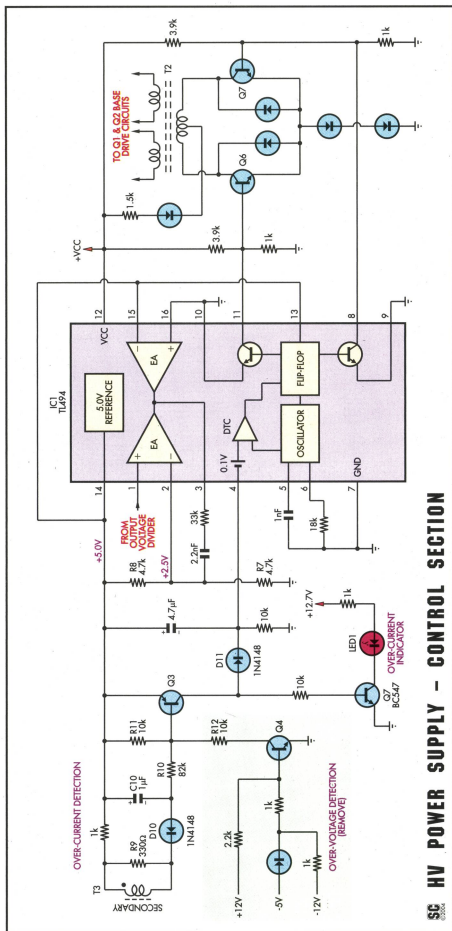 OVER-CURRENT DETECTION
T3
SECONDARY
1k
R9
330Ω
D10
1N4148
C10
1μF
+
–
R10
82k
R11
10k
R12
10k
Q3
Q4
+12V
2.2k
-5V
1k
-12V
1k
OVER-VOLTAGE DETECTION
(REMOVE)
+5.0V
4.7μF
+
–
D11
1N4148
10k
10k
Q7
BC547
LED1
A
OVER-CURRENT
INDICATOR
+12.7V
1k
R8
4.7k
FROM
OUTPUT
VOLTAGE
DIVIDER
+2.5V
2.2nF
33k
R7
4.7k
1nF
18k
IC1
TL494
14
1
2
3
4
5
6
7
5.0V
REFERENCE
EA
+
–
EA
–
+
0.1V
DTC
OSCILLATOR
FLIP-FLOP
GND
VCC
12
15
16
10
11
13
8
9
+VCC
1.5k
3.9k
1k
TO Q1 & Q2 BASE
DRIVE CIRCUITS
T2
Q6
Q7
3.9k
1k
SC
©2004
HV POWER SUPPLY – CONTROL SECTION